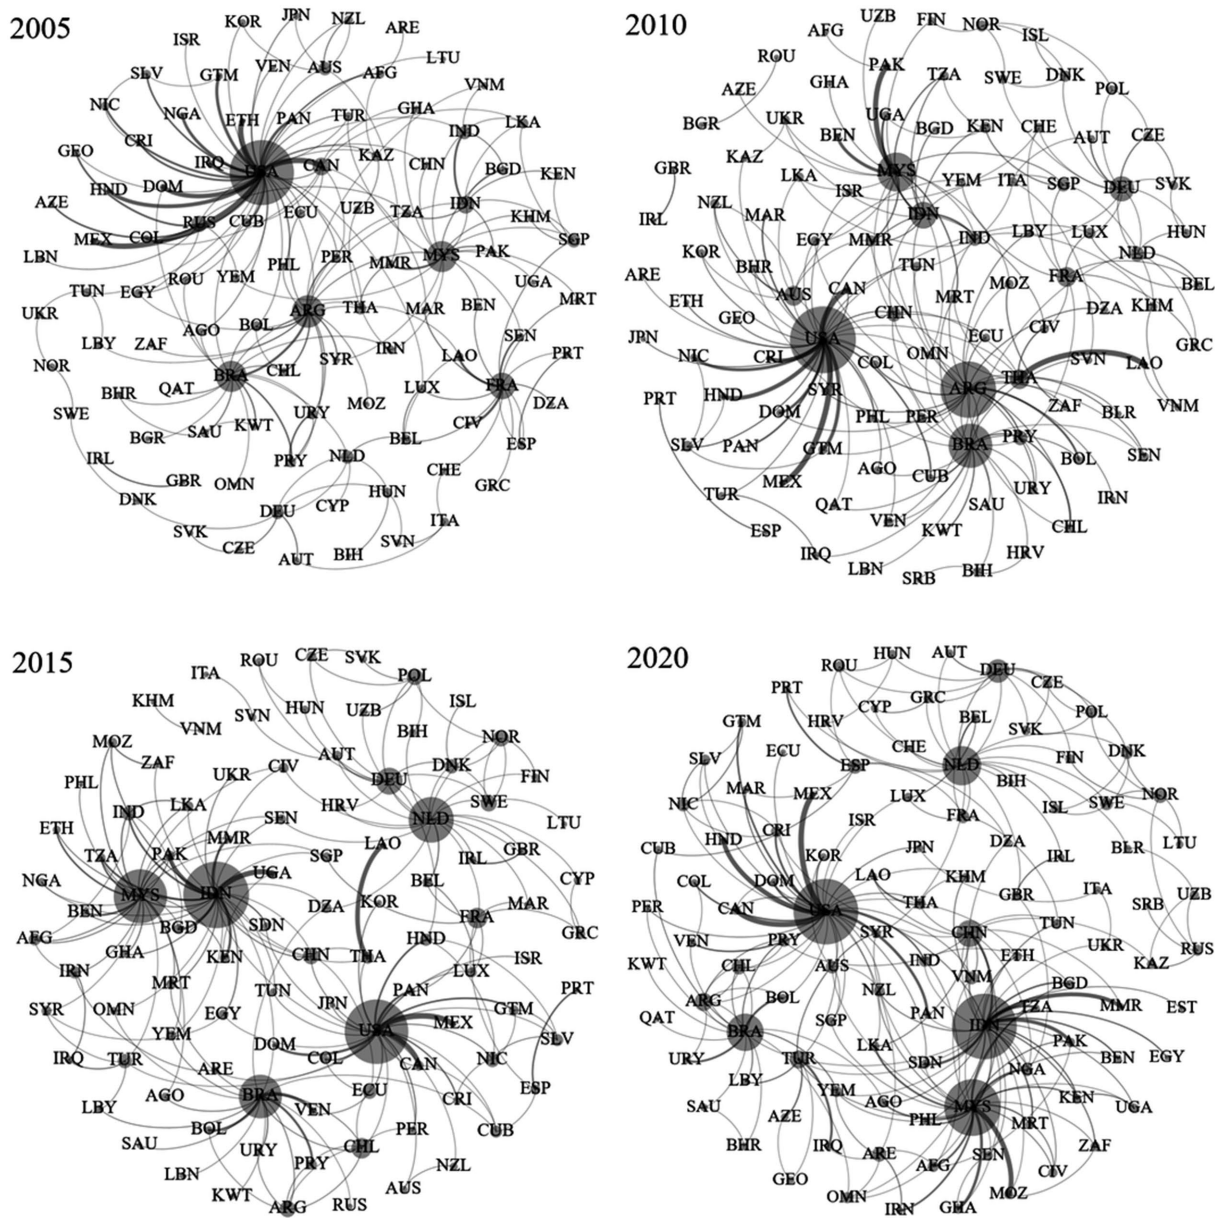 2005
JPN NZL
KOR ARE
ISR
LTU
VEN AUS AFG
SLV GTM
VNM
NIC NGA ETH PAN TUR GHA
LKA
IND
CRI
GEO IRQ USA CAN KAZ CHN BGD KEN
HND DOM
AZE RUS CUB ECU UZB TZA IDN KHM
MEX COL SGP
LBN PHL PER MMR MYS PAK
ROU YEM UGA
TUN EGY MRT
UKR ARG THA MAR BEN
AGO BOL
LBY ZAF SYR IRN SEN
LAO PRT
NOR BRA CHL
BHR QAT MOZ LUX FRA DZA
SWE URY CIV
BGR SAU KWT BEL ESP
IRL PRY NLD
GBR OMN CHE GRC
DNK HUN
DEU CYP ITA
SVK
CZE AUT BIH SVN
2010
UZB FIN NOR
AFG ISL
ROU PAK
GHA TZA SWE DNK
AZE POL
BGR UKR UGA
BEN BGD KEN CHE AUT CZE
KAZ
GBR LKA MYS
ISR YEM ITA SGP DEU SVK
NZL MAR IDN
IRL EGY MMR IND LBY LUX HUN
KOR NLD
BHR TUN
ARE CAN MOZ FRA BEL
ETH AUS MRT
GEO CHN DZA KHM
CIV
JPN USA ECU GRC
NIC CRI COL OMN SVN LAO
HND SYR ARG THA
PRT DOM PHL PER ZAF BLR VNM
SLV PAN GTM BRA PRY
BOL SEN
MEX AGO CUB
TUR QAT SAU URY IRN
ESP VEN KWT CHL
IRQ HRV
LBN SRB BIH
2015
ROU CZE SVK
ITA POL
KHM ISL
VNM SVN HUN UZB
BIH NOR
MOZ
ZAF UKR CIV AUT DNK
PHL DEU FIN
IND LKA HRV SWE
SEN NLD LTU
ETH MMR LAO
TZA PAK SGP IRL GBR
UGA
NGA MYS IDN BEL CYP
BEN DZA KOR MAR
BGD SDN FRA
AFG HND GRC
GHA KEN CHN THA ISR
IRN LUX
MRT TUN PAN PRT
SYR OMN EGY JPN GTM
YEM USA MEX
DOM SLV
IRQ TUR COL CAN NIC
ARE
AGO BRA ECU CRI ESP
LBY VEN
BOL PER CUB
SAU URY CHL
LBN PRY NZL
KWT AUS
ARG RUS
2020
HUN AUT
ROU DEU
PRT CZE
GRC
GTM HRV CYP BEL POL
SVK
ECU CHE DNK
SLV ESP NLD FIN
BIH
MAR MEX NOR
NIC LUX ISL SWE
ISR FRA
CRI
CUB HND DZA BLR LTU
KOR JPN IRL
COL DOM LAO KHM
GBR ITA UZB
PER CAN USA THA SRB
TUN
VEN PRY SYR CHN
UKR RUS
KWT CHL AUS IND ETH KAZ
VNM BGD
ARG BOL NZL
PAN TZA MMR EST
QAT SGP IDN
BRA PAK
URY TUR LKA BEN EGY
SDN NGA
LBY YEM
SAU AZE AGO KEN UGA
PHL MYS MRT
BHR IRQ ARE SEN ZAF
AFG
GEO CIV
OMN IRN GHA MOZ